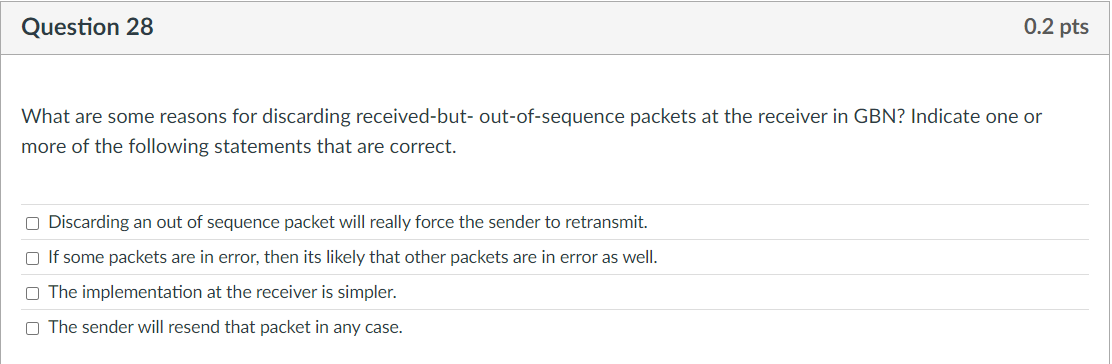 Question 28
0.2 pts
What are some reasons for discarding received-but- out-of-sequence packets at the receiver in GBN? Indicate one or
more of the following statements that are correct.
Discarding an out of sequence packet will really force the sender to retransmit.
If some packets are in error, then its likely that other packets are in error as well.
The implementation at the receiver is simpler.
The sender will resend that packet in any case.